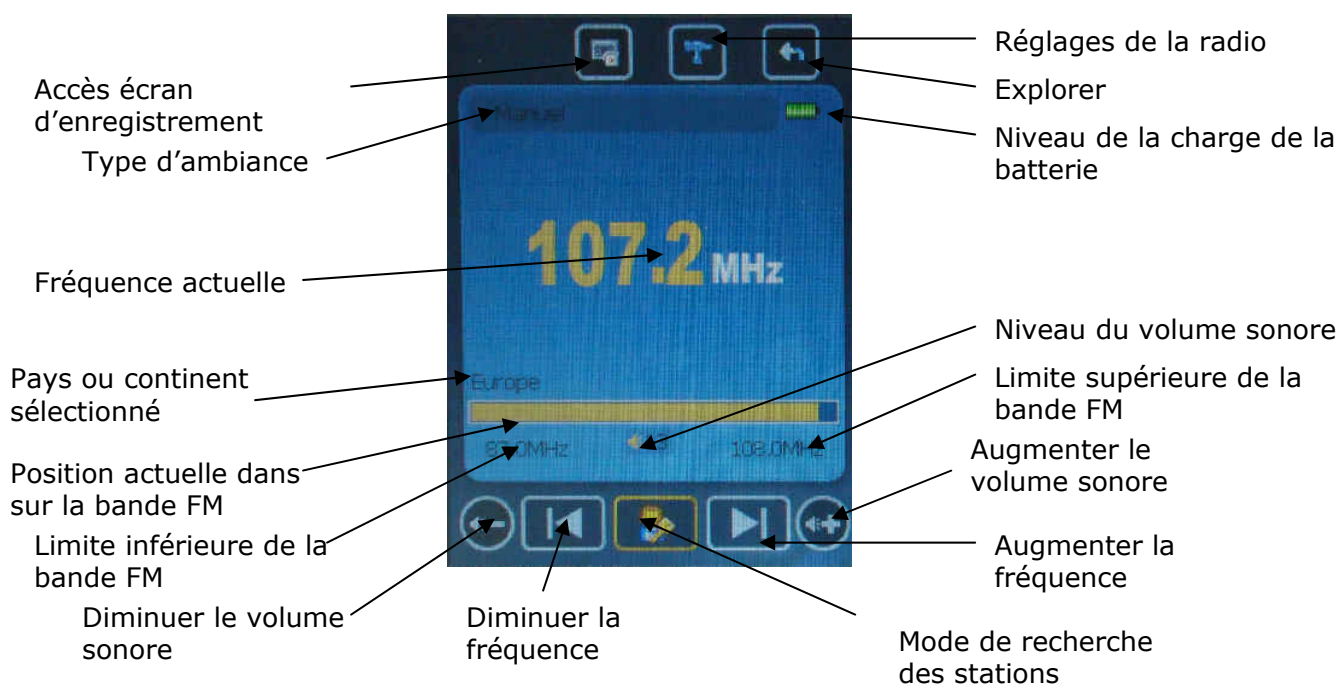 Réglages de la radio
Explorer
Accès écran
d'enregistrement
Niveau de la charge de la
batterie
Type d'ambiance
Manuel
107.2 MHz
Fréquence actuelle
Niveau du volume sonore
Pays ou continent
sélectionné
Europe
Limite supérieure de la
bande FM
108.0MHz
Position actuelle dans
sur la bande FM
Augmenter le
volume sonore
Limite inférieure de la
bande FM
Augmenter la
fréquence
Diminuer le volume
sonore
Diminuer la
fréquence
Mode de recherche
des stations